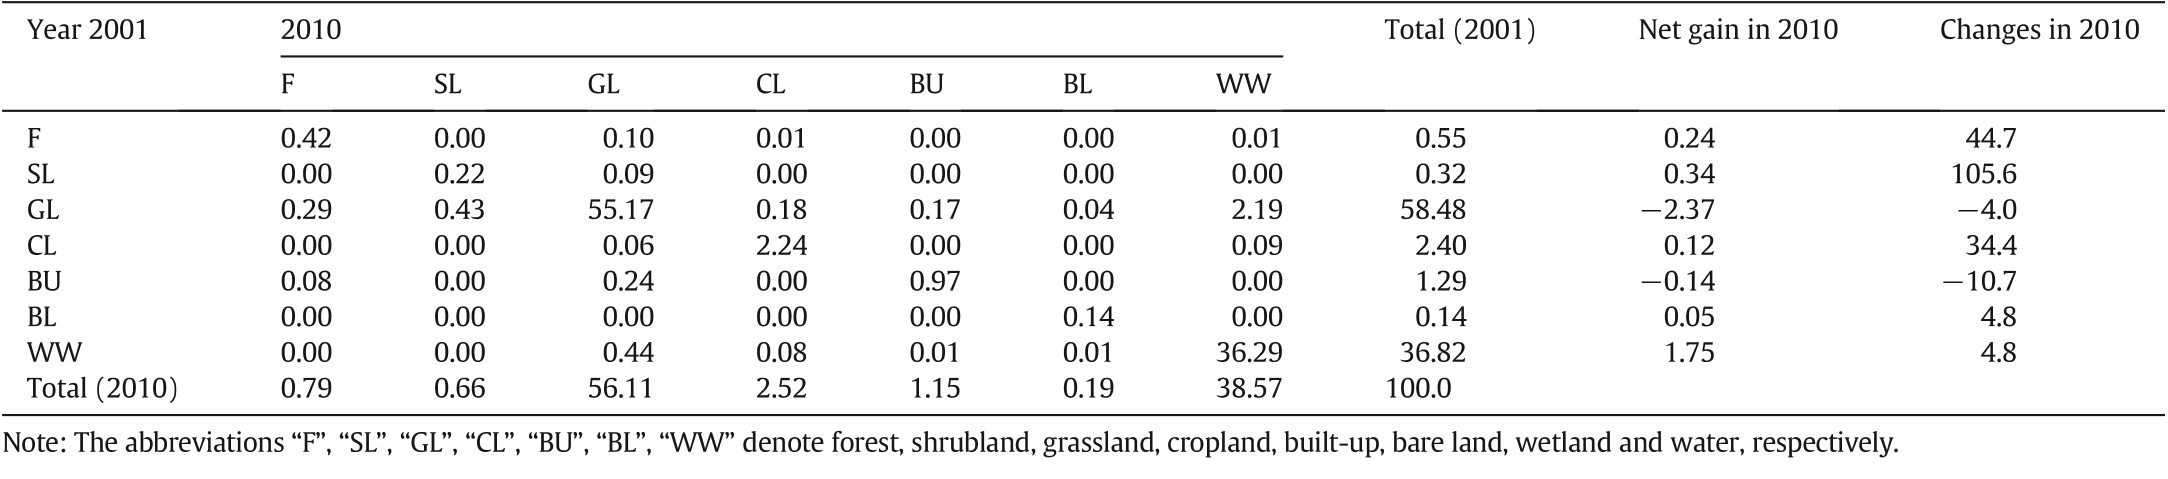 Year 2001 2010 Total (2001) Net gain in 2010 Changes in 2010
F SL GL CL BU BL WW
F 0.42 0.00 0.10 0.01 0.00 0.00 0.01 0.55 0.24 44.7
SL 0.00 0.22 0.09 0.00 0.00 0.00 0.00 0.32 0.34 105.6
GL 0.29 0.43 55.17 0.18 0.17 0.04 2.19 58.48 −2.37 −4.0
CL 0.00 0.00 0.06 2.24 0.00 0.00 0.09 2.40 0.12 34.4
BU 0.08 0.00 0.24 0.00 0.97 0.00 0.00 1.29 −0.14 −10.7
BL 0.00 0.00 0.00 0.00 0.00 0.14 0.00 0.14 0.05 4.8
WW 0.00 0.00 0.44 0.08 0.01 0.01 36.29 36.82 1.75 4.8
Total (2010) 0.79 0.66 56.11 2.52 1.15 0.19 38.57 100.0
Note: The abbreviations “F”, “SL”, “GL”, “CL”, “BU”, “BL”, “WW” denote forest, shrubland, grassland, cropland, built-up, bare land, wetland and water, respectively.